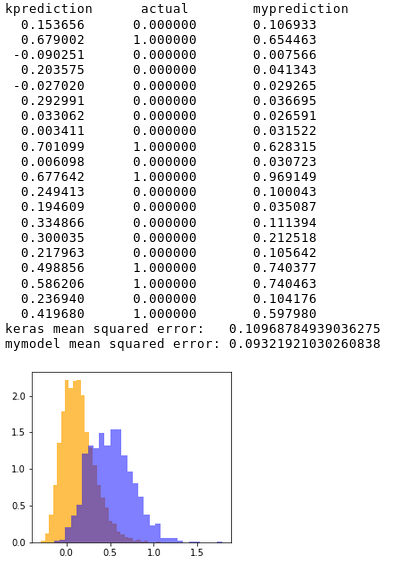 kprediction actual myprediction
0.153656 0.000000 0.106933
0.679002 1.000000 0.654463
-0.090251 0.000000 0.007566
0.203575 0.000000 0.041343
-0.027020 0.000000 0.029265
0.292991 0.000000 0.036695
0.033062 0.000000 0.026591
0.003411 0.000000 0.031522
0.701099 1.000000 0.628315
0.006098 0.000000 0.030723
0.677642 1.000000 0.969149
0.249413 0.000000 0.100043
0.194609 0.000000 0.035087
0.334866 0.000000 0.111394
0.300035 0.000000 0.212518
0.217963 0.000000 0.105642
0.498856 1.000000 0.740377
0.586206 1.000000 0.740463
0.236940 0.000000 0.104176
0.419680 1.000000 0.597980
keras mean squared error: 0.10968784939036275
mymodel mean squared error: 0.09321921030260838
2.0
1.5
1.0
0.5
0.0
0.0 0.5 1.0 1.5